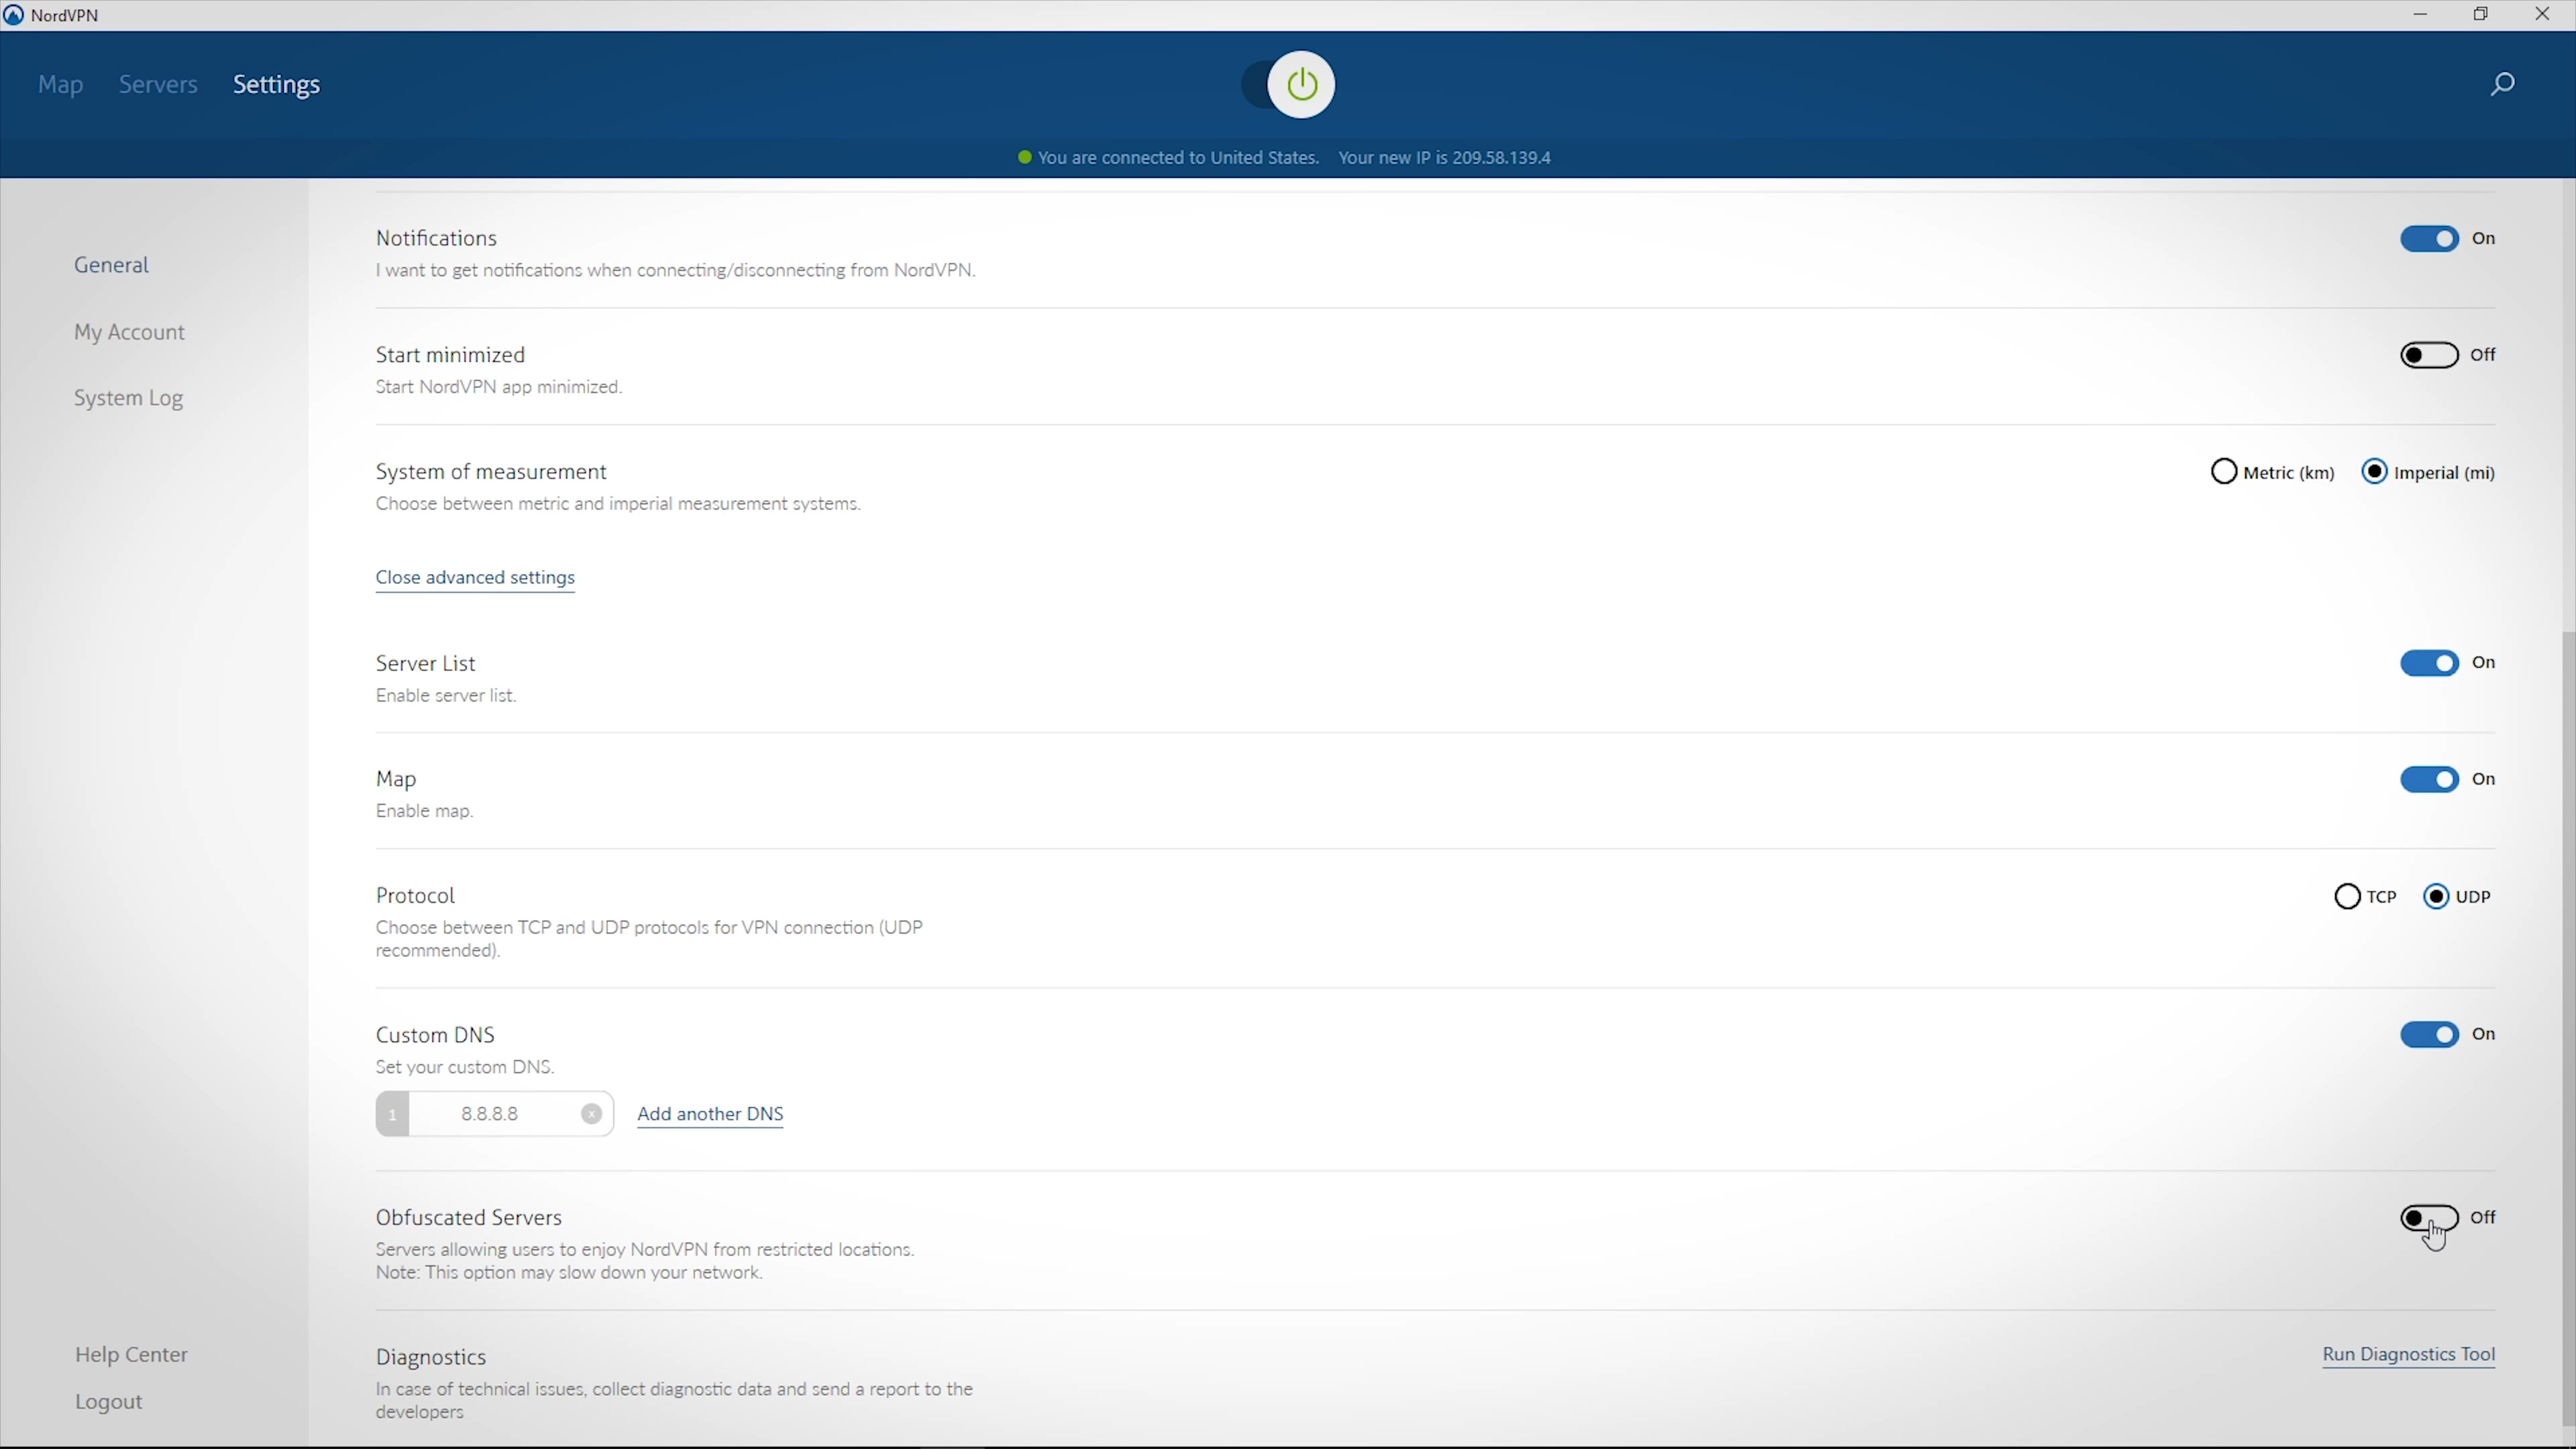 NordVPN
Map Servers Settings
You are connected to United States. Your new IP is 209.58.139.4
General
My Account
System Log
Notifications
On
I want to get notifications when connecting/disconnecting from NordVPN.
Start minimized
Off
Start NordVPN app minimized.
System of measurement
Metric (km) Imperial (mi)
Choose between metric and imperial measurement systems.
Close advanced settings
Server List
On
Enable server list.
Map
On
Enable map.
Protocol
TCP UDP
Choose between TCP and UDP protocols for VPN connection (UDP
recommended).
Custom DNS
On
Set your custom DNS.
1 8.8.8.8 x Add another DNS
Obfuscated Servers
Off
Servers allowing users to enjoy NordVPN from restricted locations.
Note: This option may slow down your network.
Diagnostics
Run Diagnostics Tool
In case of technical issues, collect diagnostic data and send a report to the
developers
Help Center
Logout